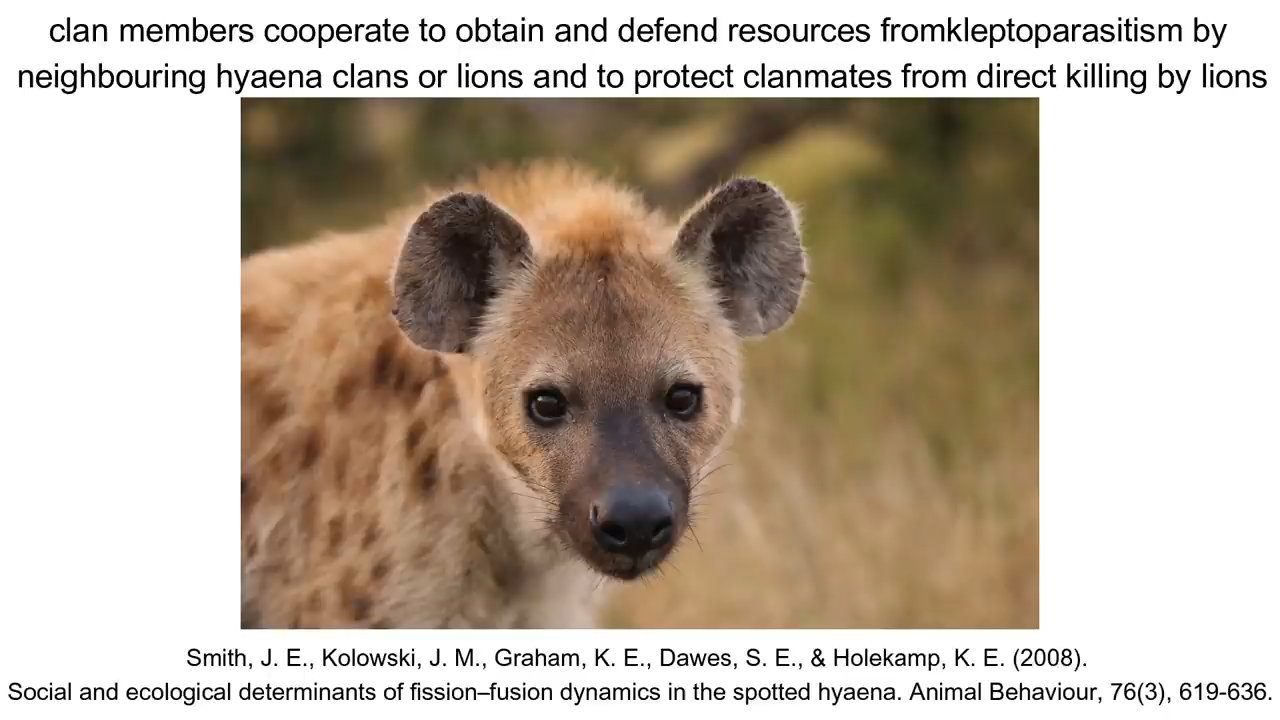 clan members cooperate to obtain and defend resources fromkleptoparasitism by
neighbouring hyaena clans or lions and to protect clanmates from direct killing by lions
Smith, J. E., Kolowski, J. M., Graham, K. E., Dawes, S. E., & Holekamp, K. E. (2008).
Social and ecological determinants of fission–fusion dynamics in the spotted hyaena. Animal Behaviour, 76(3), 619-636.